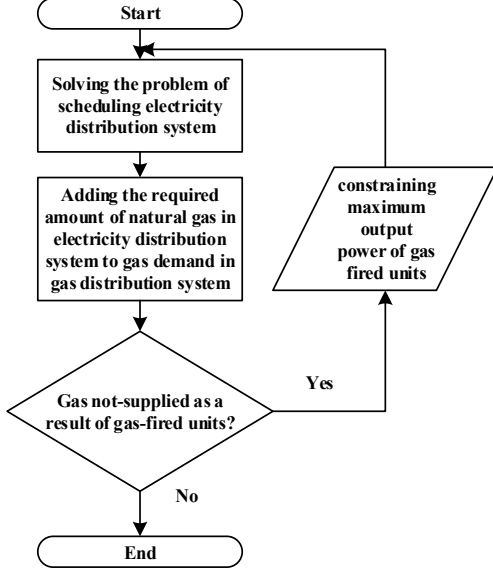 Start
Solving the problem of
scheduling electricity
distribution system
Adding the required
amount of natural gas in
electricity distribution
system to gas demand in
gas distribution system
constraining
maximum
output
power of gas
fired units
Gas not-supplied as a
result of gas-fired units?
Yes
No
End